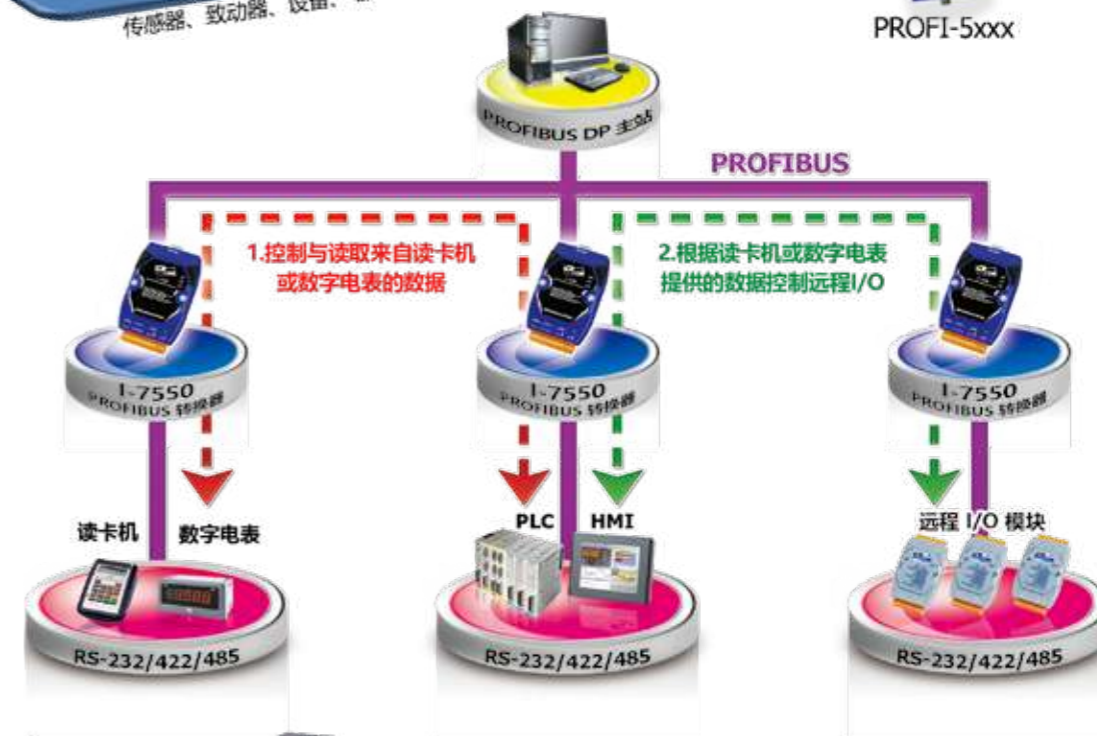 传感器、致动器、设备、
PROFI-5xxx
PROFIBUS DP 主站
PROFIBUS
1.控制与读取来自读卡机
或数字电表的数据
2.根据读卡机或数字电表
提供的数据控制远程I/O
I-7550
PROFIBUS 转换器
I-7550
PROFIBUS 转换器
I-7550
PROFIBUS 转换器
读卡机
数字电表
PLC
HMI
远程 I/O 模块
RS-232/422/485
RS-232/422/485
RS-232/422/485